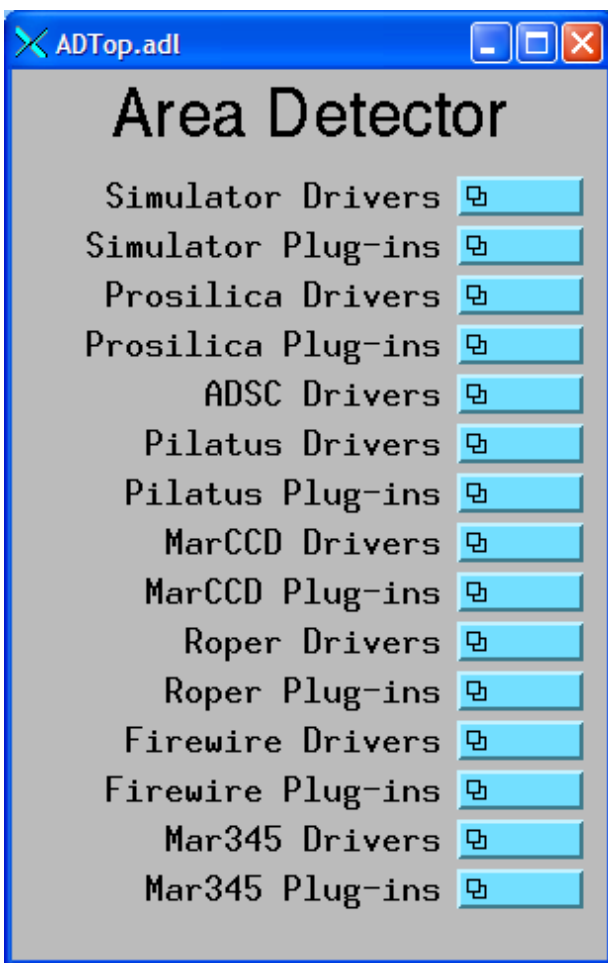 ADTop.adl
Area Detector
Simulator Drivers
Simulator Plug-ins
Prosilica Drivers
Prosilica Plug-ins
ADSC Drivers
Pilatus Drivers
Pilatus Plug-ins
MarCCD Drivers
MarCCD Plug-ins
Roper Drivers
Roper Plug-ins
Firewire Drivers
Firewire Plug-ins
Mar345 Drivers
Mar345 Plug-ins